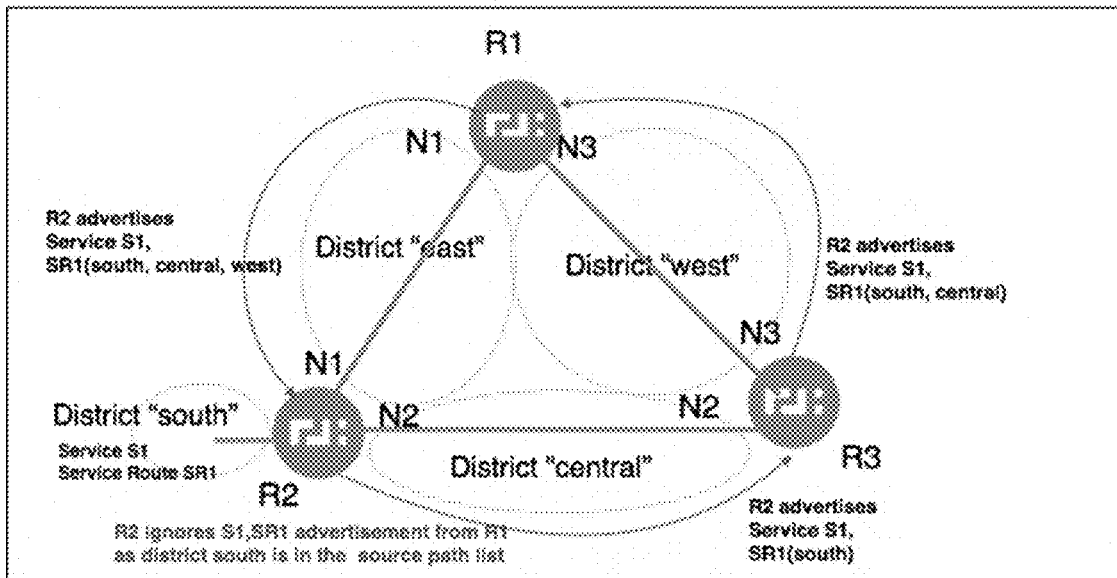 R1
N1
N3
R2 advertises
Service S1,
SR1(south, central, west)
District "east"
District "west"
R2 advertises
Service S1,
SR1(south, central)
N3
N1
District "south"
N2
N2
Service S1
Service Route SR1
District "central"
R3
R2
R2 advertises
Service S1,
SR1(south)
R2 ignores S1,SR1 advertisement from R1
as district south is in the source path list